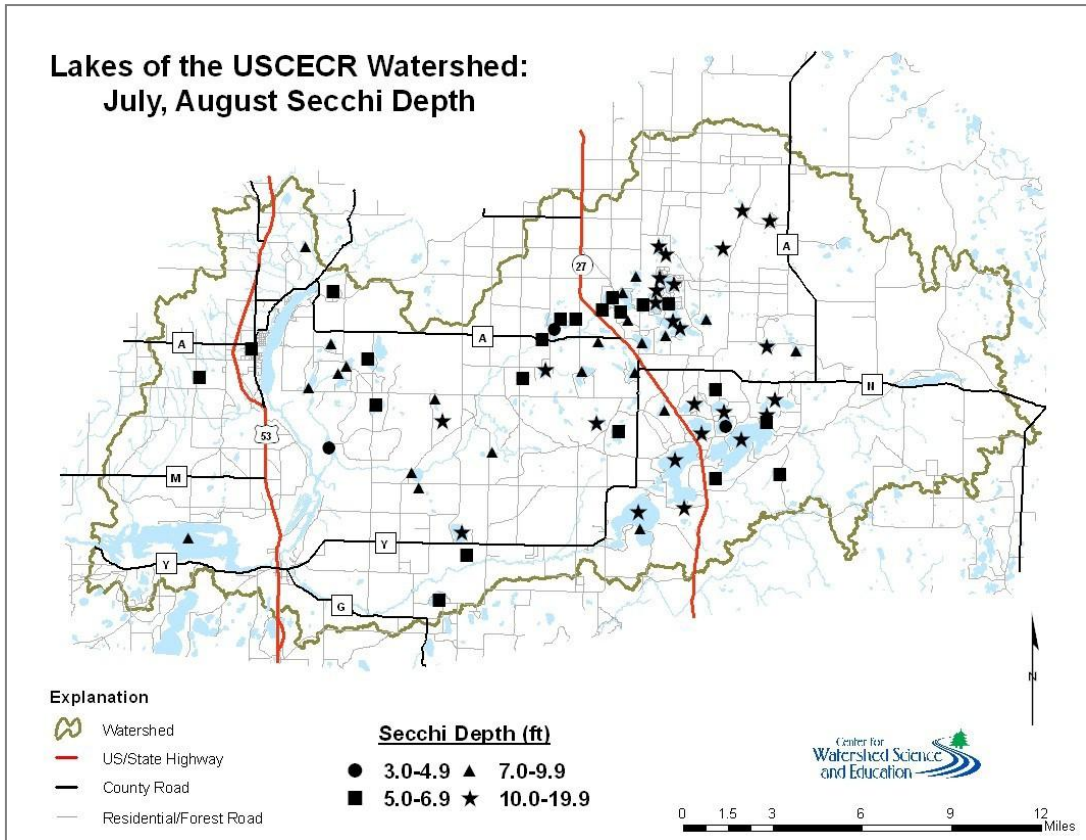 Lakes of the USCECR Watershed:
July, August Secchi Depth
27
A
A
A
H
53
M
Y
Y
G
N
Explanation
Watershed
US/State Highway
County Road
Residential/Forest Road
Secchi Depth (ft)
3.0-4.9 7.0-9.9
5.0-6.9 10.0-19.9
Center for
Watershed Science
and Education
0 1.5 3 6 9 12
Miles